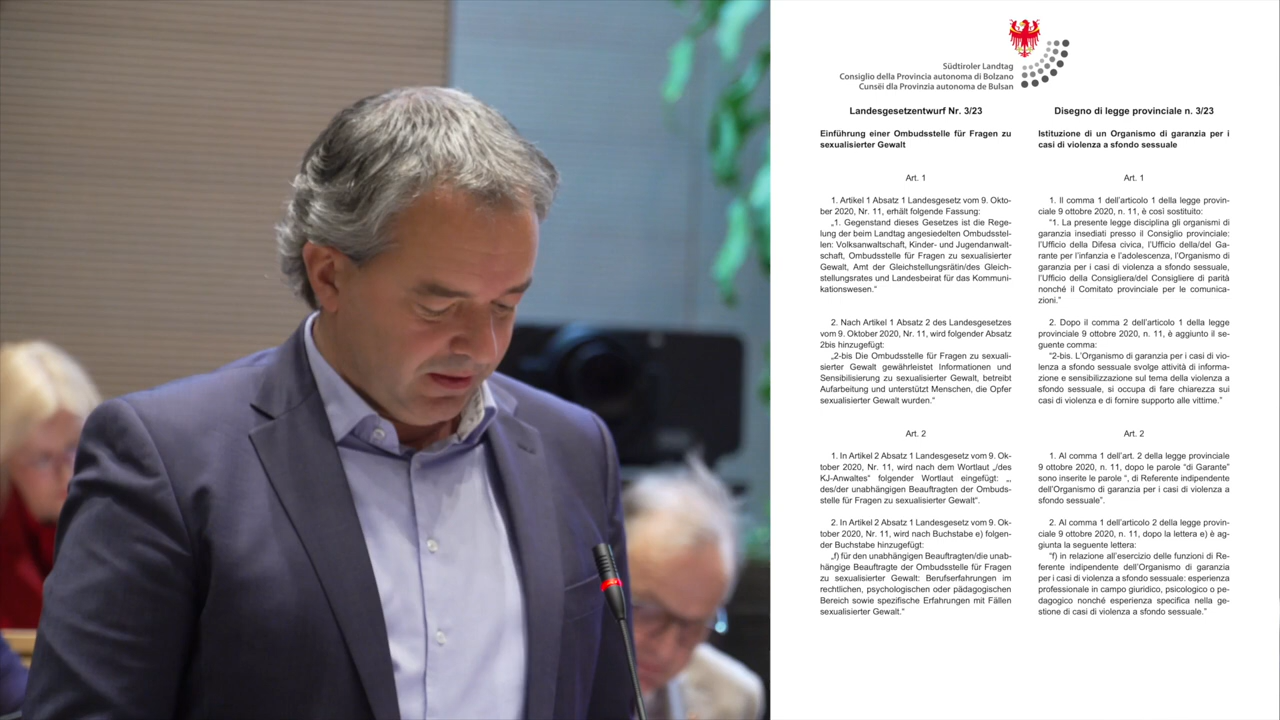 Südtiroler Landtag
Consiglio della Provincia autonoma di Bolzano
Cunsëi dla Provinzia autonoma de Bulsan
Landesgesetzentwurf Nr. 3/23
Einführung einer Ombudsstelle für Fragen zu
sexualisierter Gewalt
Art. 1
1. Artikel 1 Absatz 1 Landesgesetz vom 9. Okto-
ber 2020, Nr. 11, erhält folgende Fassung:
„1. Gegenstand dieses Gesetzes ist die Rege-
lung der beim Landtag angesiedelten Ombudsstel-
len: Volksanwaltschaft, Kinder- und Jugendanwalt-
schaft, Ombudsstelle für Fragen zu sexualisierter
Gewalt, Amt der Gleichstellungsrätin/des Gleich-
stellungsrates und Landesbeirat für das Kommuni-
kationswesen.“
2. Nach Artikel 1 Absatz 2 des Landesgesetzes
vom 9. Oktober 2020, Nr. 11, wird folgender Absatz
2bis hinzugefügt:
„2-bis Die Ombudsstelle für Fragen zu sexuali-
sierter Gewalt gewährleistet Informationen und
Sensibilisierung zu sexualisierter Gewalt, betreibt
Aufarbeitung und unterstützt Menschen, die Opfer
sexualisierter Gewalt wurden.“
Art. 2
1. In Artikel 2 Absatz 1 Landesgesetz vom 9. Ok-
tober 2020, Nr. 11, wird nach dem Wortlaut „/des
KJ-Anwaltes“ folgender Wortlaut eingefügt: „,
des/der unabhängigen Beauftragten der Ombuds-
stelle für Fragen zu sexualisierter Gewalt“.
2. In Artikel 2 Absatz 1 Landesgesetz vom 9. Ok-
tober 2020, Nr. 11, wird nach Buchstabe e) folgen-
der Buchstabe hinzugefügt:
„f) für den unabhängigen Beauftragten/die unab-
hängige Beauftragte der Ombudsstelle für Fragen
zu sexualisierter Gewalt: Berufserfahrungen im
rechtlichen, psychologischen oder pädagogischen
Bereich sowie spezifische Erfahrungen mit Fällen
sexualisierter Gewalt.“
Disegno di legge provinciale n. 3/23
Istituzione di un Organismo di garanzia per i
casi di violenza a sfondo sessuale
Art. 1
1. Il comma 1 dell’articolo 1 della legge provin-
ciale 9 ottobre 2020, n. 11, è così sostituito:
“1. La presente legge disciplina gli organismi di
garanzia insediati presso il Consiglio provinciale:
l’Ufficio della Difesa civica, l’Ufficio della/del Ga-
rante per l’infanzia e l’adolescenza, l’Organismo di
garanzia per i casi di violenza a sfondo sessuale,
l’Ufficio della Consigliera/del Consigliere di parità
nonché il Comitato provinciale per le comunica-
zioni.”
2. Dopo il comma 2 dell’articolo 1 della legge
provinciale 9 ottobre 2020, n. 11, è aggiunto il se-
guente comma:
“2-bis. L’Organismo di garanzia per i casi di vio-
lenza a sfondo sessuale svolge attività di informa-
zione e sensibilizzazione sul tema della violenza a
sfondo sessuale, si occupa di fare chiarezza sui
casi di violenza e di fornire supporto alle vittime.”
Art. 2
1. Al comma 1 dell’art. 2 della legge provinciale
9 ottobre 2020, n. 11, dopo le parole “di Garante”
sono inserite le parole “, di Referente indipendente
dell’Organismo di garanzia per i casi di violenza a
sfondo sessuale”.
2. Al comma 1 dell’articolo 2 della legge provin-
ciale 9 ottobre 2020, n. 11, dopo la lettera e) è ag-
giunta la seguente lettera:
“f) in relazione all’esercizio delle funzioni di Re-
ferente indipendente dell’Organismo di garanzia
per i casi di violenza a sfondo sessuale: esperienza
professionale in campo giuridico, psicologico o pe-
dagogico nonché esperienza specifica nella ge-
stione di casi di violenza a sfondo sessuale.”